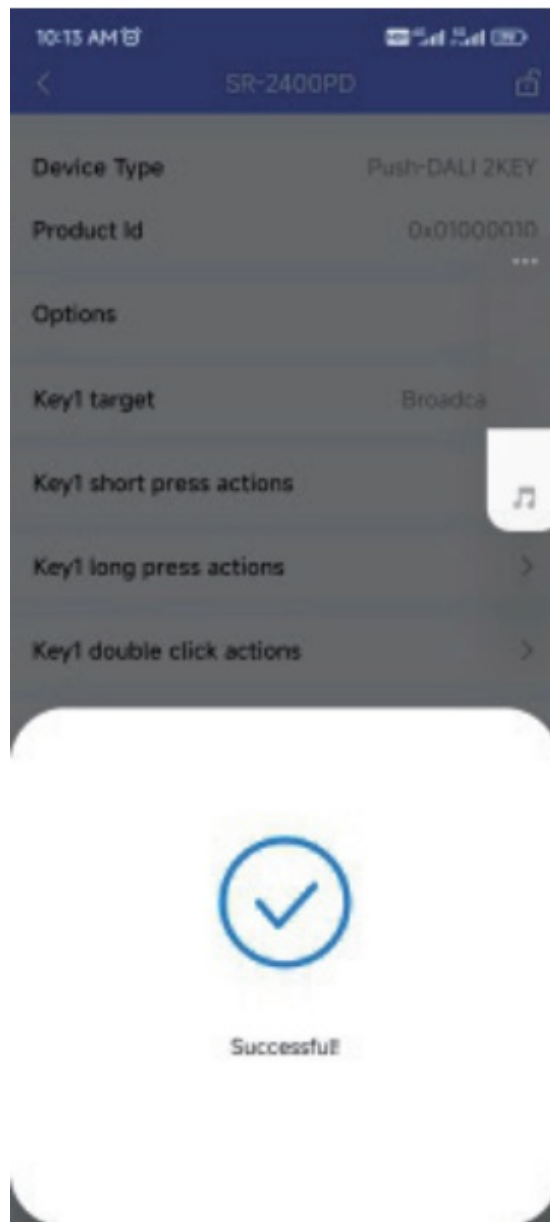 10:13 AM
SR-2400PD
Device Type Push-DALI 2KEY
Product Id 0x01000010
Options
Key1 target Broadca
Key1 short press actions
Key1 long press actions
Key1 double click actions
Successful!